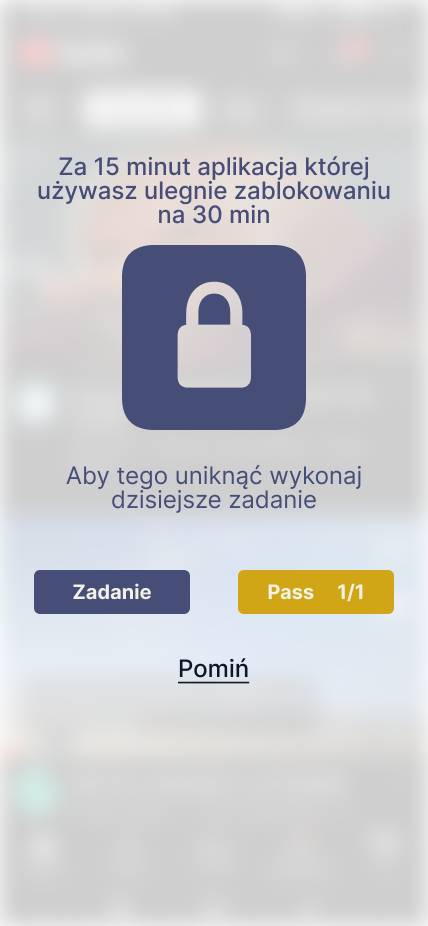 Za 15 minut aplikacja której
używasz ulegnie zablokowaniu
na 30 min
Aby tego uniknąć wykonaj
dzisiejsze zadanie
Zadanie
Pass 1/1
Pomiń